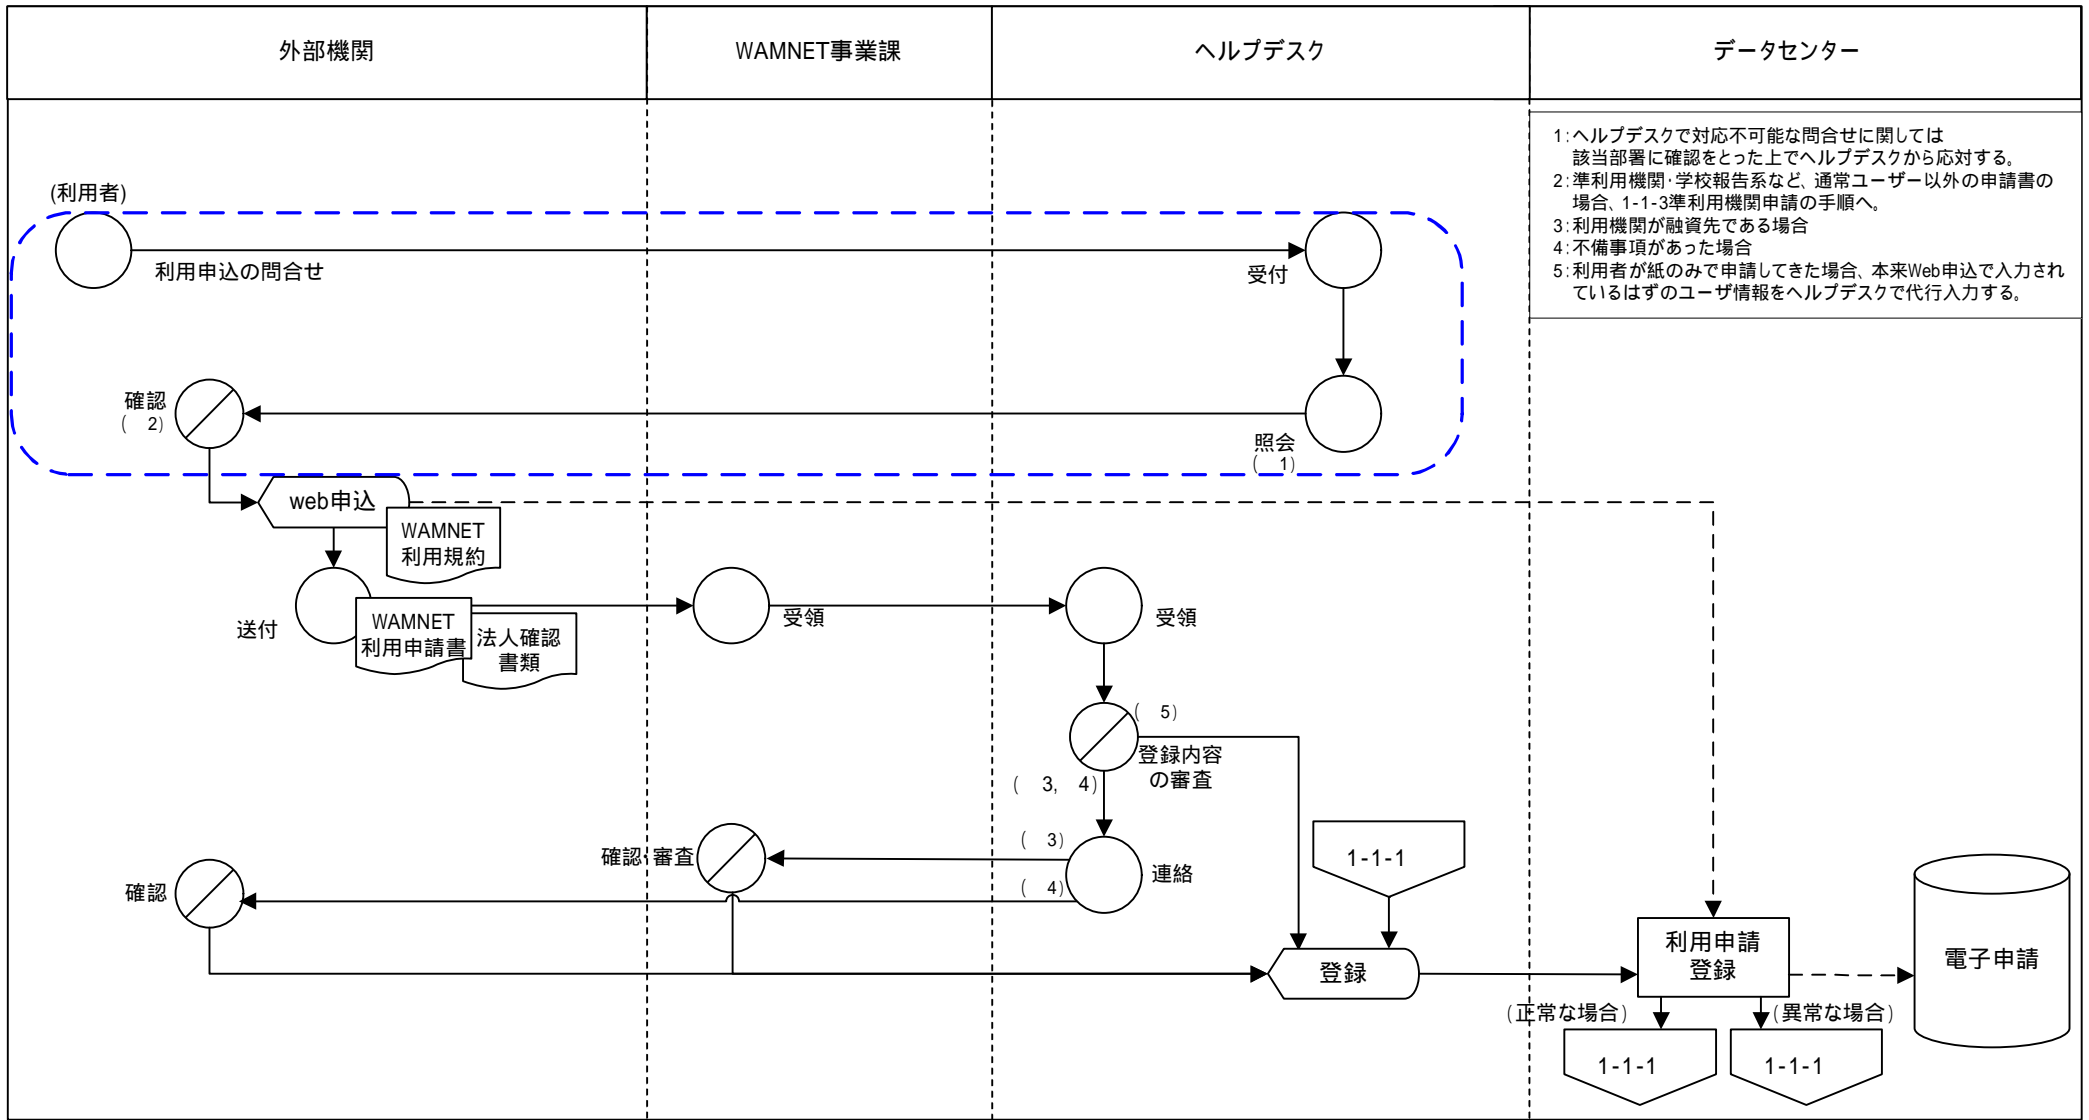 外部機関
WAMNET事業課
ヘルプデスク
データセンター
1:ヘルプデスクで対応不可能な問合せに関しては
該当部署に確認をとった上でヘルプデスクから応対する。
2:準利用機関・学校報告系など、通常ユーザー以外の申請書の
場合、1-1-3準利用機関申請の手順へ。
3:利用機関が融資先である場合
4:不備事項があった場合
5:利用者が紙のみで申請してきた場合、本来Web申込で入力され
ているはずのユーザ情報をヘルプデスクで代行入力する。
(利用者)
利用申込の問合せ
受付
確認
( 2)
照会
( 1)
web申込
WAMNET
利用規約
送付
WAMNET
利用申請書
法人確認
書類
受領
受領
( 5)
登録内容
の審査
( 3, 4)
( 3)
確認・審査
連絡
( 4)
確認
1-1-1
登録
利用申請
登録
電子申請
(正常な場合)
(異常な場合)
1-1-1
1-1-1